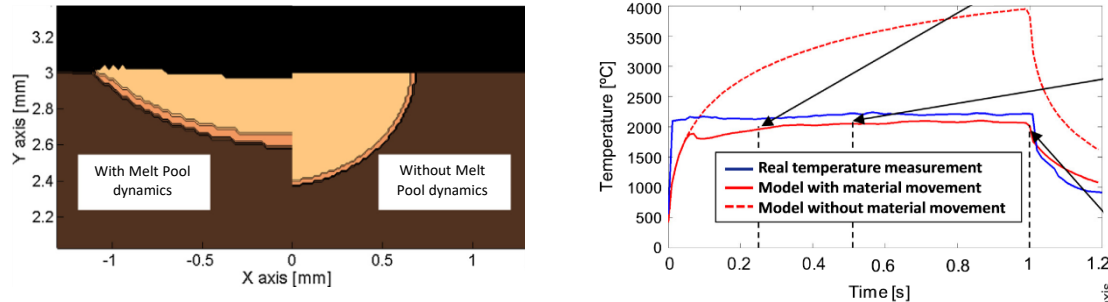 3.2
3
2.8
2.6
2.4
2.2
Y axis [mm]
With Melt Pool
dynamics
Without Melt
Pool dynamics
-1
-0.5
0
0.5
1
X axis [mm]
4000
3500
3000
2500
2000
1500
1000
500
0
Temperature [ºC]
Real temperature measurement
Model with material movement
Model without material movement
0
0.2
0.4
0.6
0.8
1
1.2
Time [s]
xis